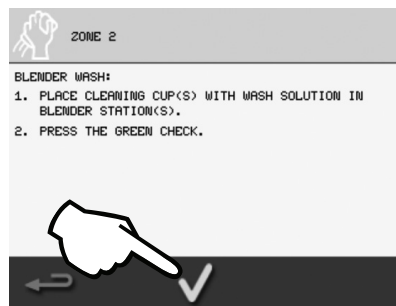 ZONE 2
BLENDER WASH:
1. PLACE CLEANING CUP(S) WITH WASH SOLUTION IN
BLENDER STATION(S).
2. PRESS THE GREEN CHECK.